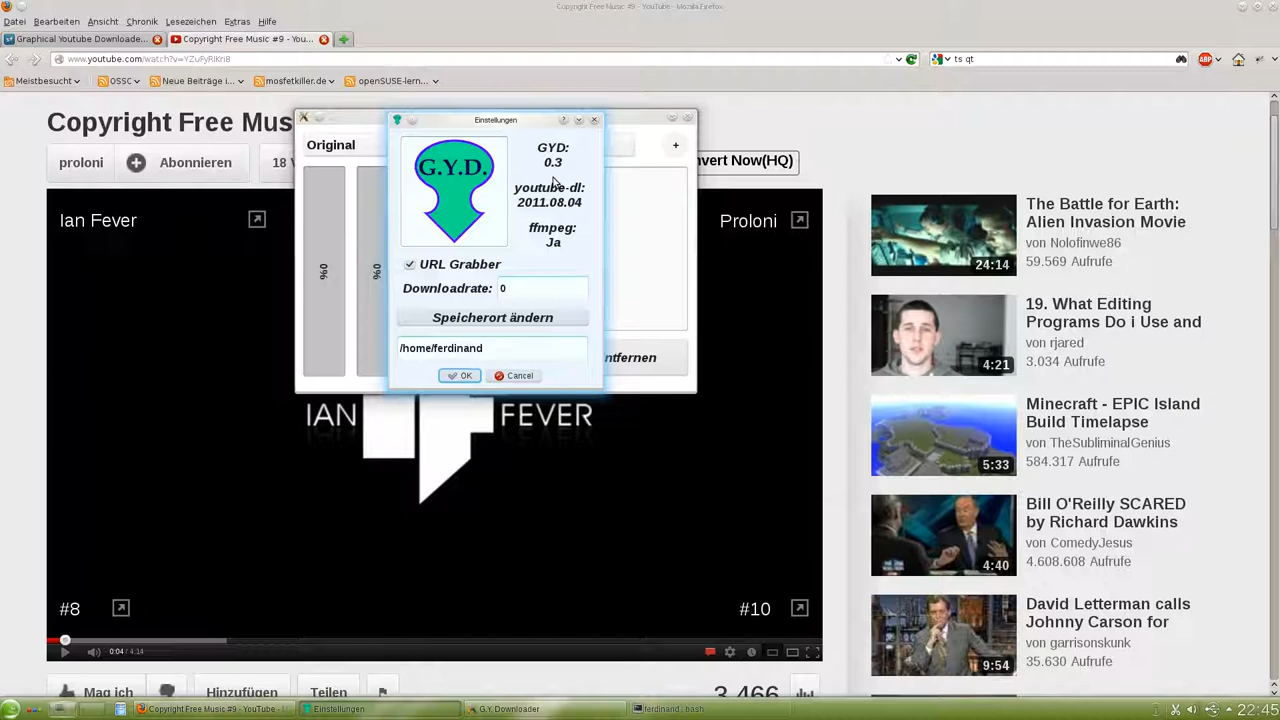 Copyright Free Music #9 - YouTube - Mozilla Firefox
Datei Bearbeiten Ansicht Chronik Lesezeichen Extras Hilfe
Graphical Youtube Downloade...
Copyright Free Music #9 - You...
www.youtube.com/watch?v=YZuFyRlKri8
ts qt
Meistbesucht
OSSC
Neue Beiträge i...
mosfetkiller.de
openSUSE-lern...
ABP
Copyright Free Mus
proloni
Abonnieren
18 V
Original
+
nvert Now(HQ)
%0
%0
ntfernen
Einstellungen
G.Y.D.
GYD:
0.3
youtube-dl:
2011.08.04
ffmpeg:
Ja
URL Grabber
Downloadrate: 0
Speicherort ändern
/home/ferdinand
OK
Cancel
Ian Fever
Proloni
IAN
FEVER
#8
#10
0:04 / 4:14
Mag ich
Hinzufügen
Teilen
3.466
The Battle for Earth:
Alien Invasion Movie
von Nolofinwe86
59.569 Aufrufe
24:14
19. What Editing
Programs Do i Use and
von rjared
3.034 Aufrufe
4:21
Minecraft - EPIC Island
Build Timelapse
von TheSubliminalGenius
584.317 Aufrufe
5:33
Bill O'Reilly SCARED
by Richard Dawkins
von ComedyJesus
4.608.608 Aufrufe
4:40
David Letterman calls
Johnny Carson for
von garrisonskunk
35.630 Aufrufe
9:54
Copyright Free Music #9 - YouTube -
Einstellungen
G.Y. Downloader
ferdinand : bash
22:45